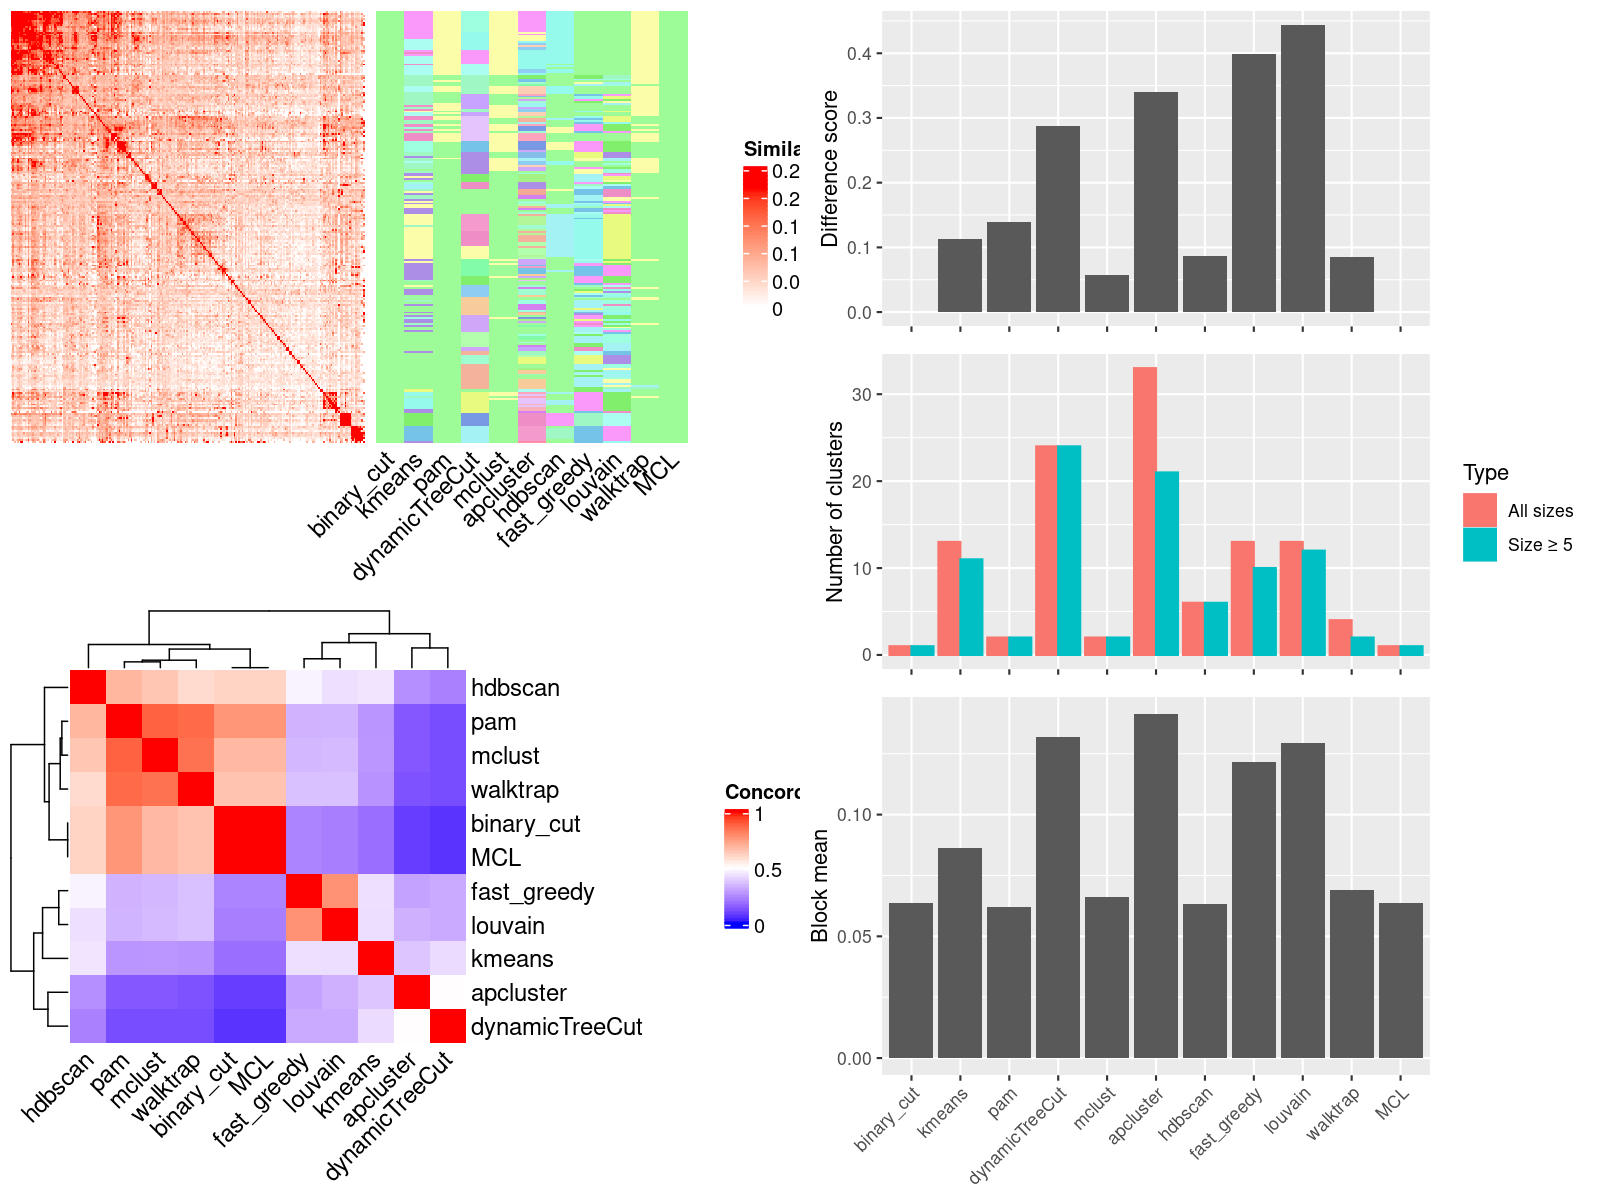 Simila
0.2
0.2
0.1
0.1
0.0
0
binary_cut
kmeans
pam
dynamicTreeCut
mclust
apcluster
hdbscan
fast_greedy
louvain
walktrap
MCL
hdbscan
pam
mclust
walktrap
binary_cut
MCL
fast_greedy
louvain
kmeans
apcluster
dynamicTreeCut
hdbscan
pam
mclust
walktrap
binary_cut
MCL
fast_greedy
louvain
kmeans
apcluster
dynamicTreeCut
Concord
1
0.5
0
Difference score
0.4
0.3
0.2
0.1
0.0
Number of clusters
30
20
10
0
Type
All sizes
Size ≥ 5
Block mean
0.10
0.05
0.00
binary_cut
kmeans
pam
dynamicTreeCut
mclust
apcluster
hdbscan
fast_greedy
louvain
walktrap
MCL